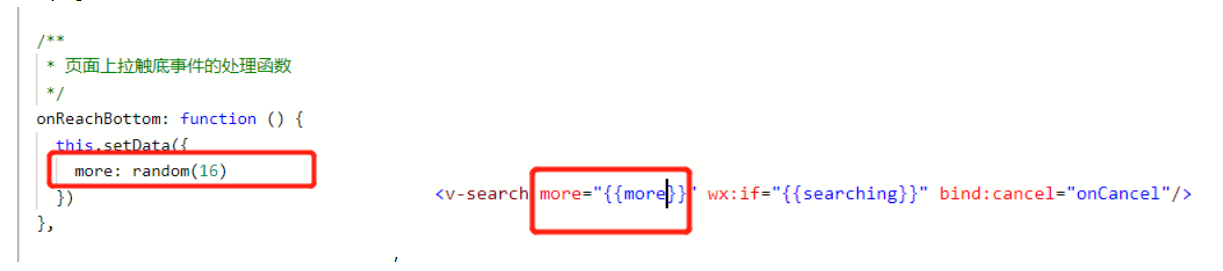 /**
* 页面上拉触底事件的处理函数
*/
onReachBottom: function () {
this.setData({
more: random(16)
})
},
<v-search more="{{more}}" wx:if="{{searching}}" bind:cancel="onCancel"/>